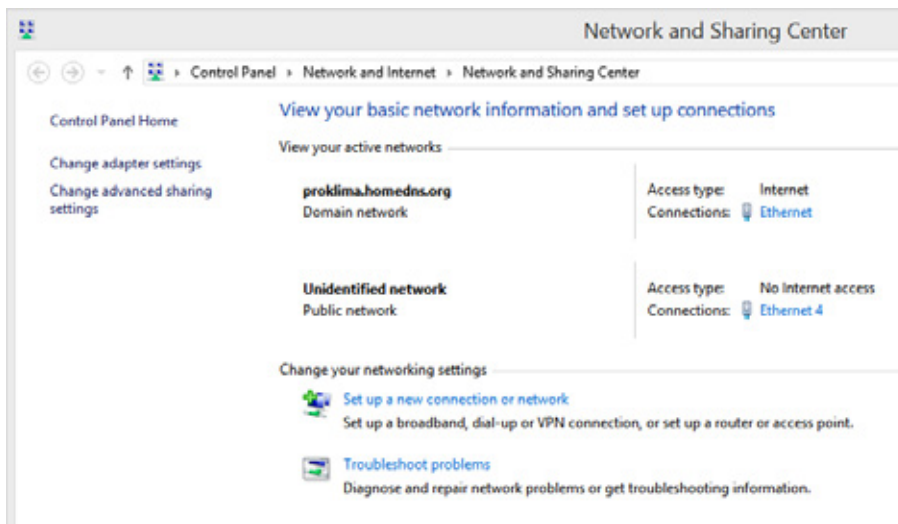 Network and Sharing Center
Control Panel › Network and Internet › Network and Sharing Center
Control Panel Home
Change adapter settings
Change advanced sharing
settings
View your basic network information and set up connections
View your active networks
proklima.homedns.org
Domain network
Access type: Internet
Connections: Ethernet
Unidentified network
Public network
Access type: No Internet access
Connections: Ethernet 4
Change your networking settings
Set up a new connection or network
Set up a broadband, dial-up or VPN connection, or set up a router or access point.
Troubleshoot problems
Diagnose and repair network problems or get troubleshooting information.